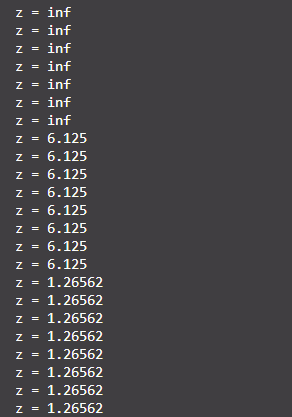 z = inf
z = inf
z = inf
z = inf
z = inf
z = inf
z = inf
z = 6.125
z = 6.125
z = 6.125
z = 6.125
z = 6.125
z = 6.125
z = 6.125
z = 6.125
z = 1.26562
z = 1.26562
z = 1.26562
z = 1.26562
z = 1.26562
z = 1.26562
z = 1.26562
z = 1.26562